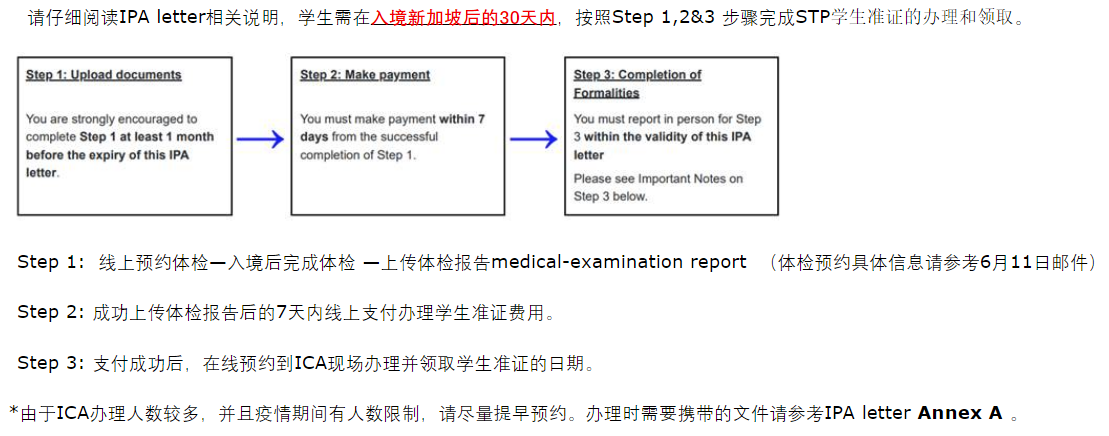 请仔细阅读IPA letter相关说明，学生需在入境新加坡后的30天内，按照Step 1,2&3 步骤完成STP学生准证的办理和领取。
Step 1: Upload documents
You are strongly encouraged to
complete Step 1 at least 1 month
before the expiry of this IPA
letter.
Step 2: Make payment
You must make payment within 7
days from the successful
completion of Step 1.
Step 3: Completion of
Formalities
You must report in person for Step
3 within the validity of this IPA
letter
Please see Important Notes on
Step 3 below.
Step 1: 线上预约体检—入境后完成体检 —上传体检报告medical-examination report （体检预约具体信息请参考6月11日邮件）
Step 2: 成功上传体检报告后的7天内线上支付办理学生准证费用。
Step 3: 支付成功后，在线预约到ICA现场办理并领取学生准证的日期。
*由于ICA办理人数较多，并且疫情期间有人数限制，请尽量提早预约。办理时需要携带的文件请参考IPA letter Annex A 。